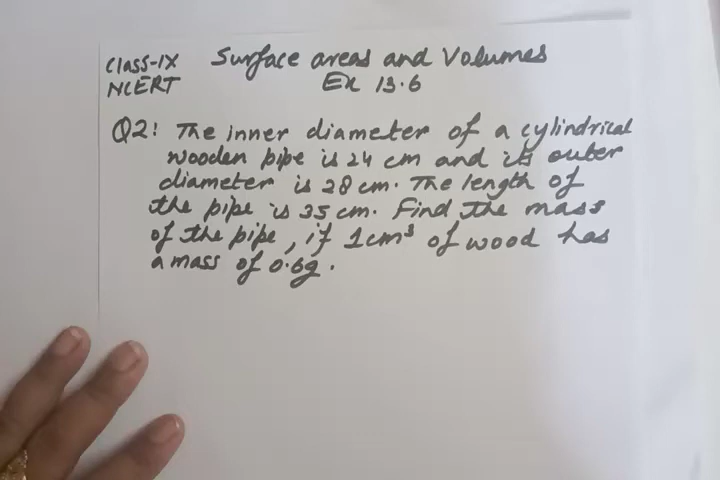 Class-IX Surface areas and Volumes
NCERT Ex 13.6
Q2: The inner diameter of a cylindrical
wooden pipe is 24 cm and its outer
diameter is 28 cm. The length of
the pipe is 35 cm. Find the mass
of the pipe, if 1cm³ of wood has
a mass of 0.6g.